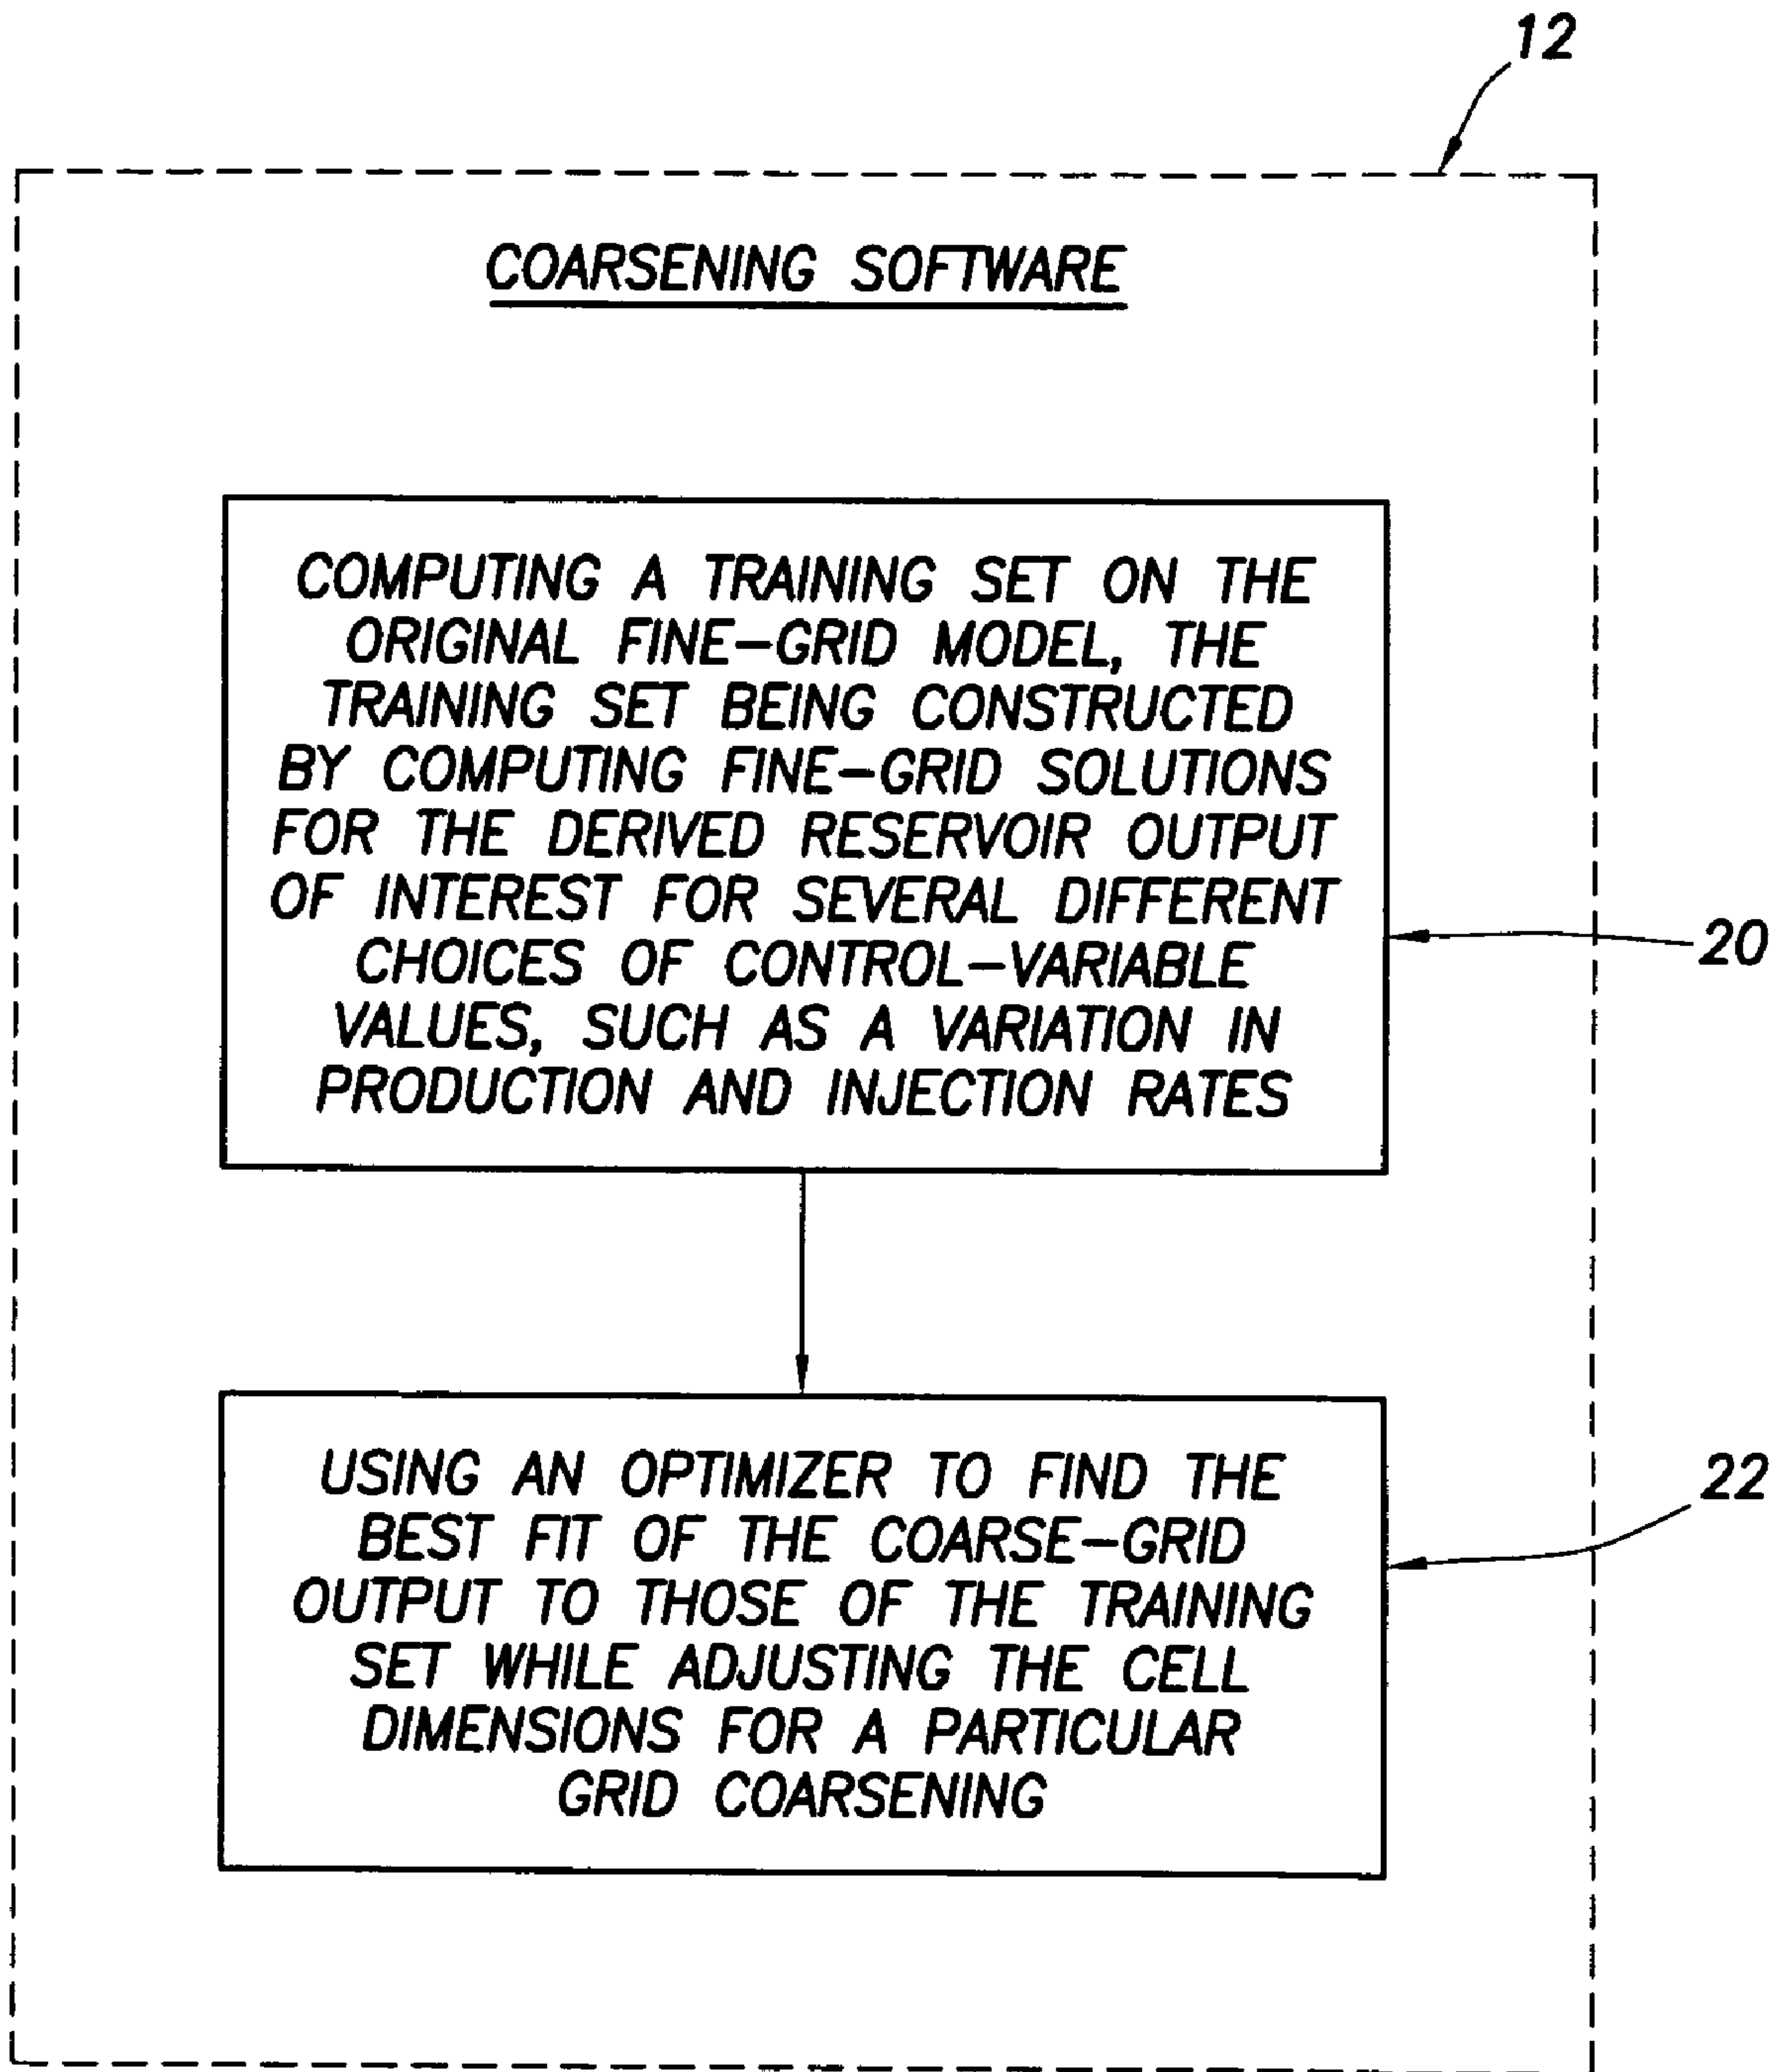 12
COARSENING SOFTWARE
COMPUTING A TRAINING SET ON THE
ORIGINAL FINE-GRID MODEL, THE
TRAINING SET BEING CONSTRUCTED
BY COMPUTING FINE-GRID SOLUTIONS
FOR THE DERIVED RESERVOIR OUTPUT
OF INTEREST FOR SEVERAL DIFFERENT
CHOICES OF CONTROL-VARIABLE
VALUES, SUCH AS A VARIATION IN
PRODUCTION AND INJECTION RATES
20
USING AN OPTIMIZER TO FIND THE
BEST FIT OF THE COARSE-GRID
OUTPUT TO THOSE OF THE TRAINING
SET WHILE ADJUSTING THE CELL
DIMENSIONS FOR A PARTICULAR
GRID COARSENING
22